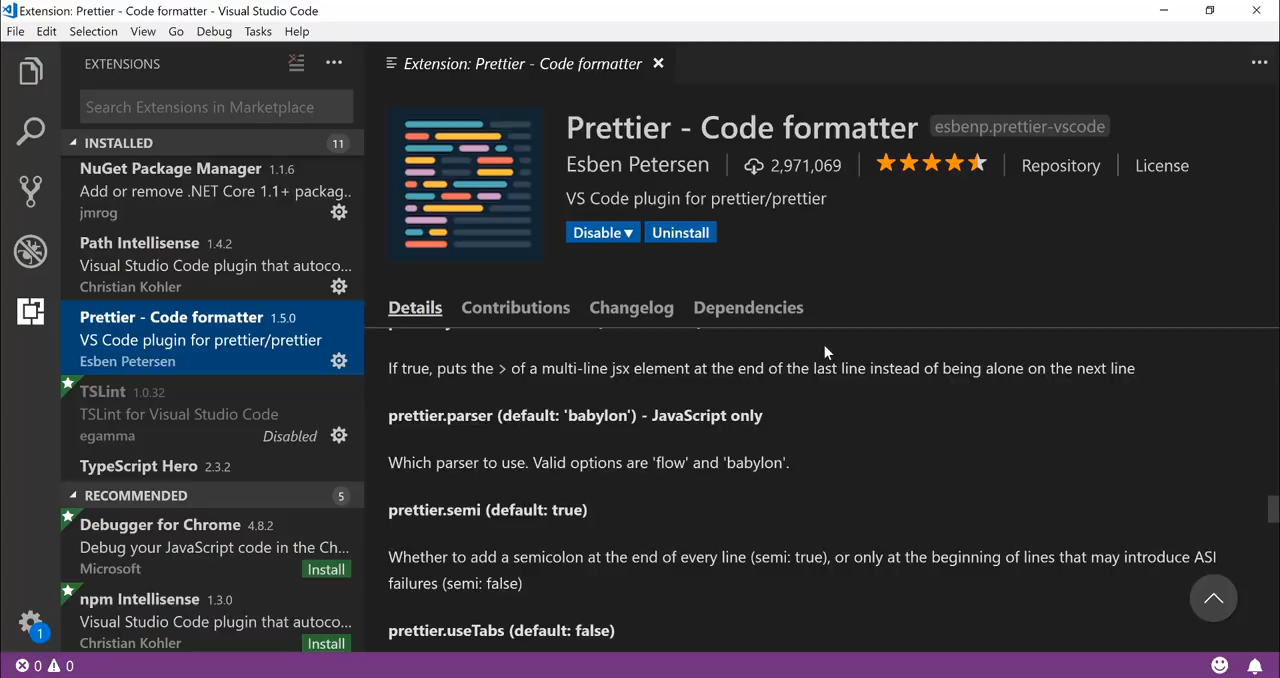 Extension: Prettier - Code formatter - Visual Studio Code
File Edit Selection View Go Debug Tasks Help
EXTENSIONS
Search Extensions in Marketplace
INSTALLED 11
NuGet Package Manager 1.1.6
Add or remove .NET Core 1.1+ packag..
jmrog
Path Intellisense 1.4.2
Visual Studio Code plugin that autoco...
Christian Kohler
Prettier - Code formatter 1.5.0
VS Code plugin for prettier/prettier
Esben Petersen
TSLint 1.0.32
TSLint for Visual Studio Code
egamma Disabled
TypeScript Hero 2.3.2
RECOMMENDED 5
Debugger for Chrome 4.8.2
Debug your JavaScript code in the Ch...
Microsoft Install
npm Intellisense 1.3.0
Visual Studio Code plugin that autoco...
Christian Kohler Install
1
Extension: Prettier - Code formatter
Prettier - Code formatter esbenp.prettier-vscode
Esben Petersen 2,971,069 Repository License
VS Code plugin for prettier/prettier
Disable Uninstall
Details Contributions Changelog Dependencies
If true, puts the > of a multi-line jsx element at the end of the last line instead of being alone on the next line
prettier.parser (default: 'babylon') - JavaScript only
Which parser to use. Valid options are 'flow' and 'babylon'.
prettier.semi (default: true)
Whether to add a semicolon at the end of every line (semi: true), or only at the beginning of lines that may introduce ASI
failures (semi: false)
prettier.useTabs (default: false)
0 0